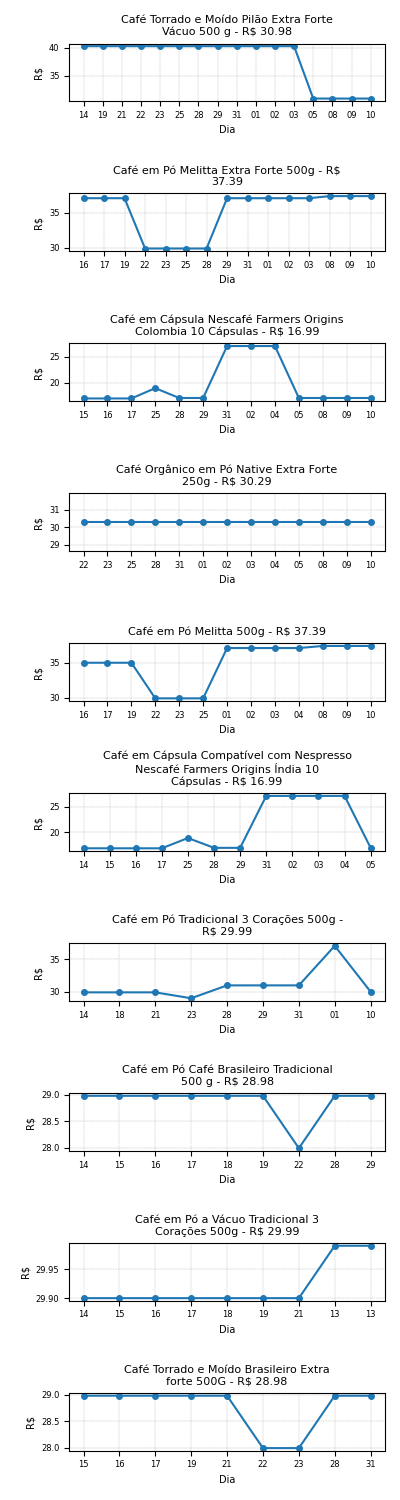 Café Torrado e Moído Pilão Extra Forte
Vácuo 500 g - R$ 30.98
40
35
R$
14 19 21 22 23 25 28 29 31 01 02 03 05 08 09 10
Dia
Café em Pó Melitta Extra Forte 500g - R$
37.39
35
30
R$
16 17 19 22 23 25 28 29 31 01 02 03 08 09 10
Dia
Café em Cápsula Nescafé Farmers Origins
Colombia 10 Cápsulas - R$ 16.99
25
20
R$
15 16 17 25 28 29 31 02 04 05 08 09 10
Dia
Café Orgânico em Pó Native Extra Forte
250g - R$ 30.29
31
30
29
R$
22 23 25 28 31 01 02 03 04 05 08 09 10
Dia
Café em Pó Melitta 500g - R$ 37.39
35
30
R$
16 17 19 22 23 25 01 02 03 04 08 09 10
Dia
Café em Cápsula Compatível com Nespresso
Nescafé Farmers Origins Índia 10
Cápsulas - R$ 16.99
25
20
R$
14 15 16 17 25 28 29 31 02 03 04 05
Dia
Café em Pó Tradicional 3 Corações 500g -
R$ 29.99
35
30
R$
14 18 21 23 28 29 31 01 10
Dia
Café em Pó Café Brasileiro Tradicional
500 g - R$ 28.98
29.0
28.5
28.0
R$
14 15 16 17 18 19 22 28 29
Dia
Café em Pó a Vácuo Tradicional 3
Corações 500g - R$ 29.99
29.95
29.90
R$
14 15 16 17 18 19 21 13 13
Dia
Café Torrado e Moído Brasileiro Extra
forte 500G - R$ 28.98
29.0
28.5
28.0
R$
15 16 17 19 21 22 23 28 31
Dia